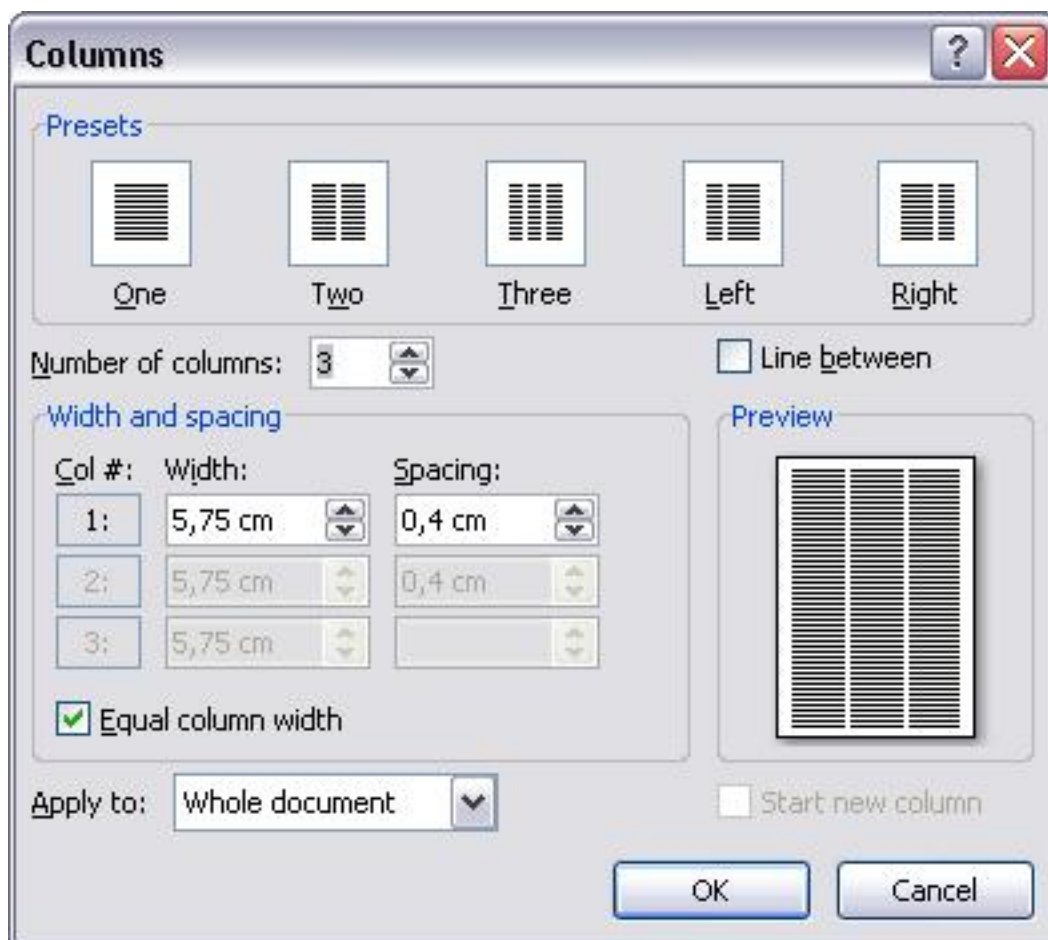 Columns
Presets
One Two Three Left Right
Number of columns: 3 Line between
Width and spacing Preview
Col #: Width: Spacing:
1: 5,75 cm 0,4 cm
2: 5,75 cm 0,4 cm
3: 5,75 cm
Equal column width
Apply to: Whole document Start new column
OK Cancel